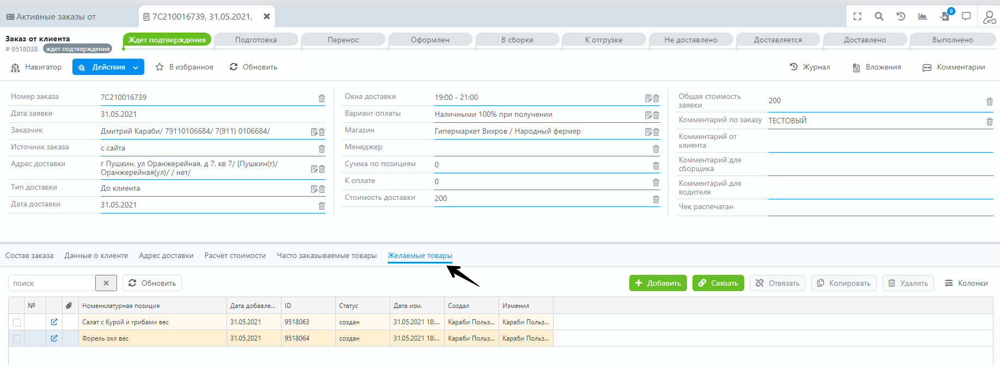 Активные заказы от
7С210016739, 31.05.2021,
9
Заказ от клиента
# 9518038 ждет подтверждения
Ждет подтверждения
Подготовка
Перенос
Оформлен
В сборке
К отгрузке
Не доставлено
Доставляется
Доставлено
Выполнено
Навигатор
Действия
В избранное
Обновить
Журнал
Вложения
Комментарии
Номер заказа 7С210016739
Дата заявки 31.05.2021
Заказчик Дмитрий Караби/ 79110106684/ 7(911) 0106684/
Источник заказа с сайта
Адрес доставки г Пушкин, ул Оранжерейная, д 7, кв 7/ [Пушкин(г)/
Оранжерейная(ул)/ / нет/
Тип доставки До клиента
Дата доставки 31.05.2021
Окна доставки 19:00 - 21:00
Вариант оплаты Наличными 100% при получении
Магазин Гипермаркет Вихров / Народный фермер
Менеджер
Сумма по позициям 0
К оплате 0
Стоимость доставки 200
Общая стоимость
заявки 200
Комментарий по заказу ТЕСТОВЫЙ
Комментарий от
клиента
Комментарий для
сборщика
Комментарий для
водителя
Чек распечатан
Состав заказа
Данные о клиенте
Адрес доставки
Расчет стоимости
Часто заказываемые товары
Желаемые товары
поиск
Обновить
Добавить
Связать
Отвязать
Копировать
Удалить
Колонки
№ Номенклатурная позиция Дата добавле... ID Статус Дата изм. Создал Изменил
Салат с Курой и грибами вес 31.05.2021 9518063 создан 31.05.2021 18:... Караби Польз... Караби Польз...
Форель охл вес 31.05.2021 9518064 создан 31.05.2021 18:... Караби Польз... Караби Польз...